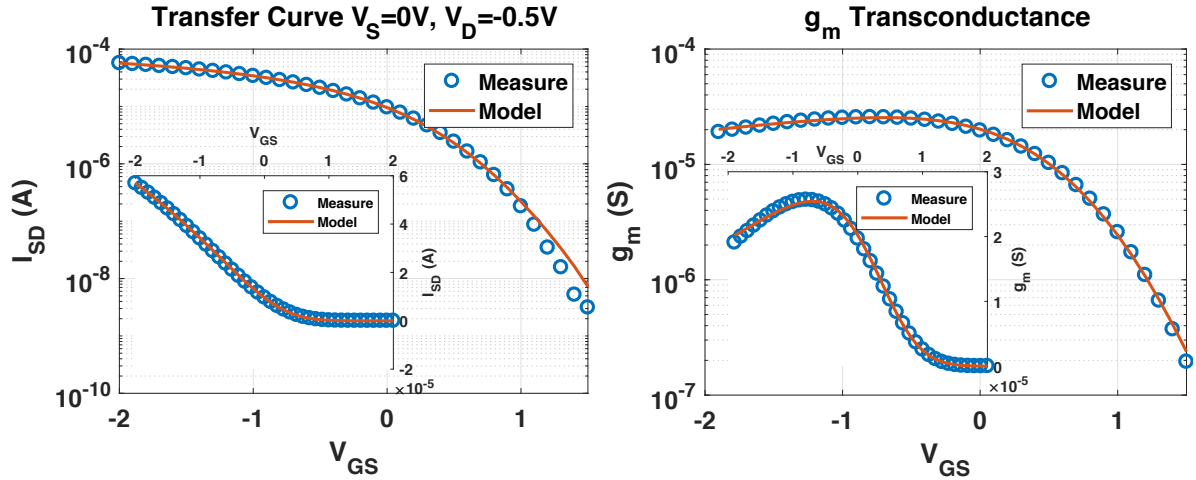 Transfer Curve V_S=0V, V_D=-0.5V
10^-4
10^-6
10^-8
10^-10
I_SD (A)
Measure
Model
V_GS
-2 -1 0 1 2
Measure
Model
6
4
2
0
-2
I_SD (A)
×10^-5
-2 -1 0 1
V_GS
g_m Transconductance
10^-4
10^-5
10^-6
10^-7
g_m (S)
Measure
Model
V_GS
-2 -1 0 1 2
Measure
Model
3
2
1
0
g_m (S)
×10^-5
-2 -1 0 1
V_GS